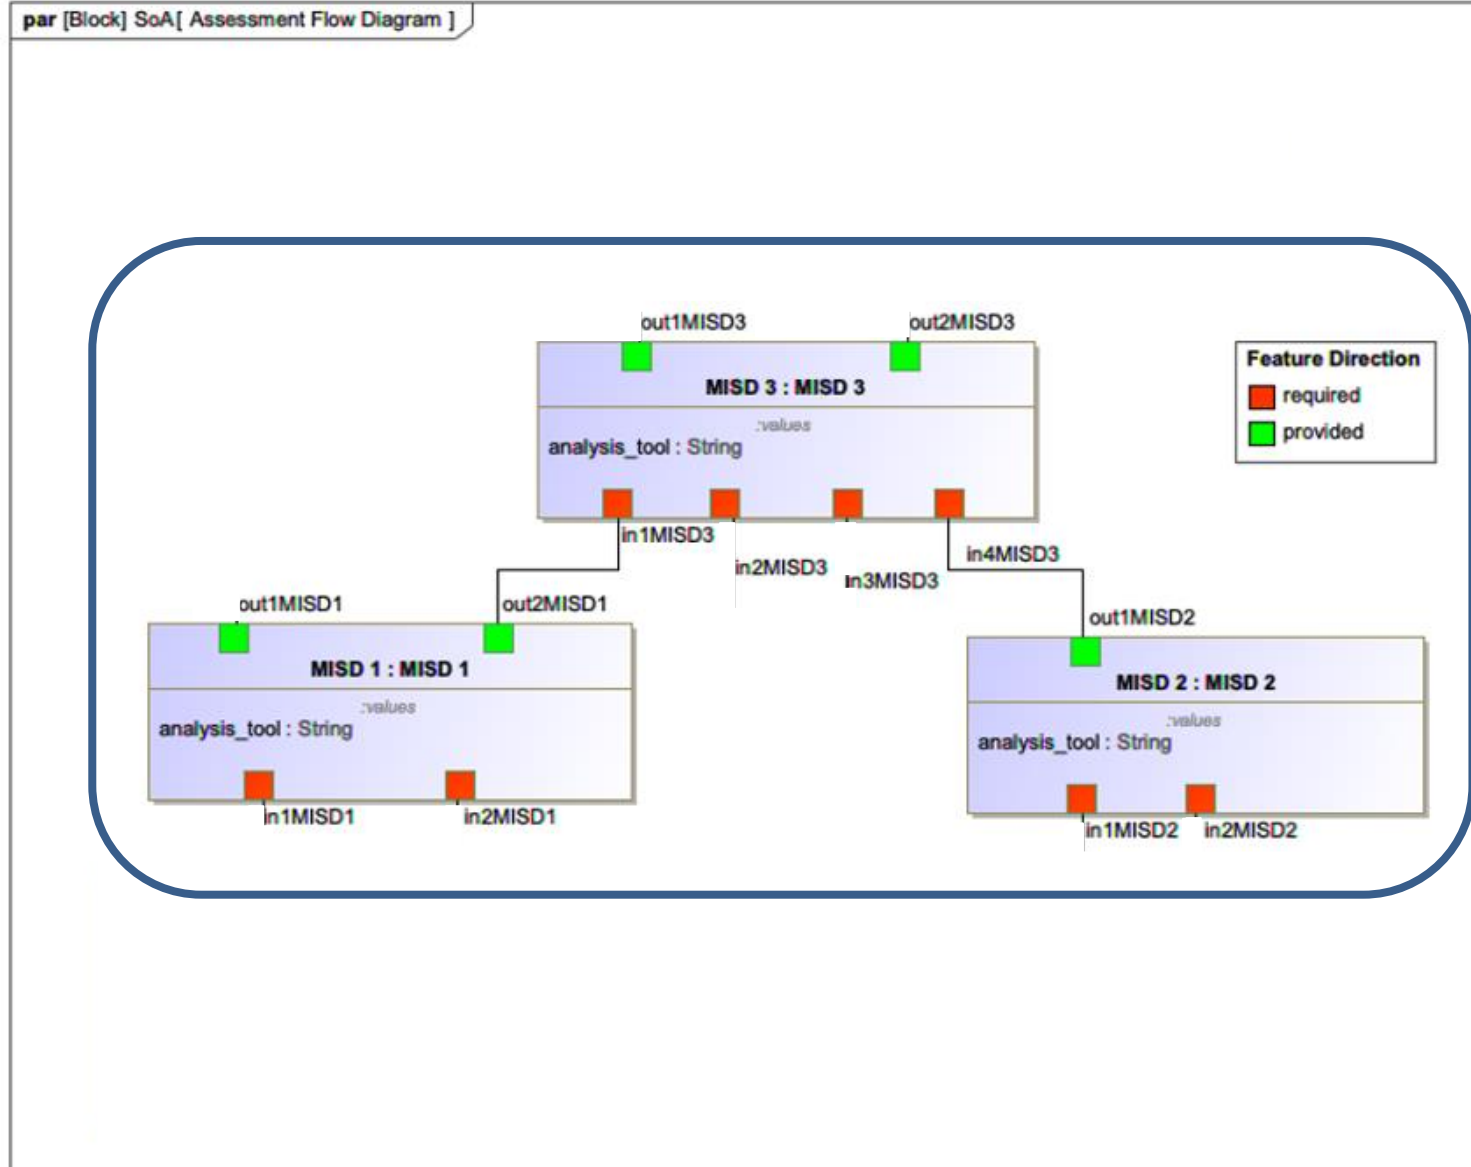 par [Block] SoA[ Assessment Flow Diagram ]
out1MISD3
out2MISD3
MISD 3 : MISD 3
:values
analysis_tool : String
Feature Direction
required
provided
in1MISD3
in2MISD3
in3MISD3
in4MISD3
out1MISD1
out2MISD1
MISD 1 : MISD 1
:values
analysis_tool : String
in1MISD1
in2MISD1
out1MISD2
MISD 2 : MISD 2
:values
analysis_tool : String
in1MISD2
in2MISD2